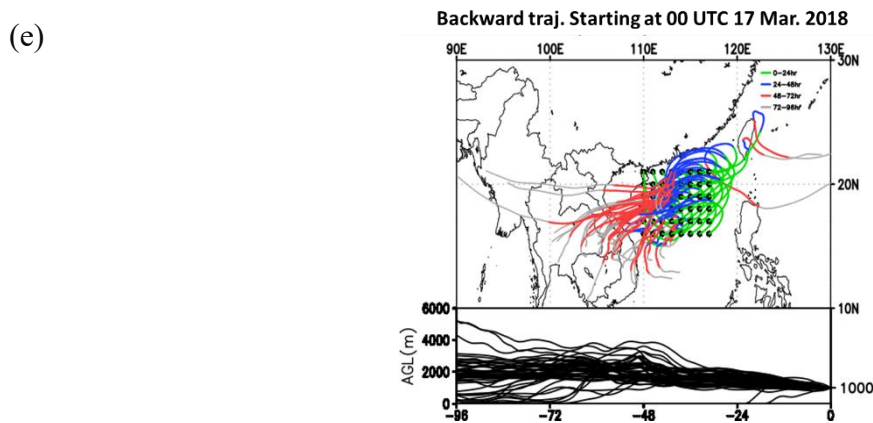 Backward traj. Starting at 00 UTC 17 Mar. 2018
(e)
90E 100E 110E 120E 130E
30N
0-24hr
24-48hr
48-72hr
72-96hr
20N
10N
6000
4000
2000
0
AGL(m)
1000
-96 -72 -48 -24 0